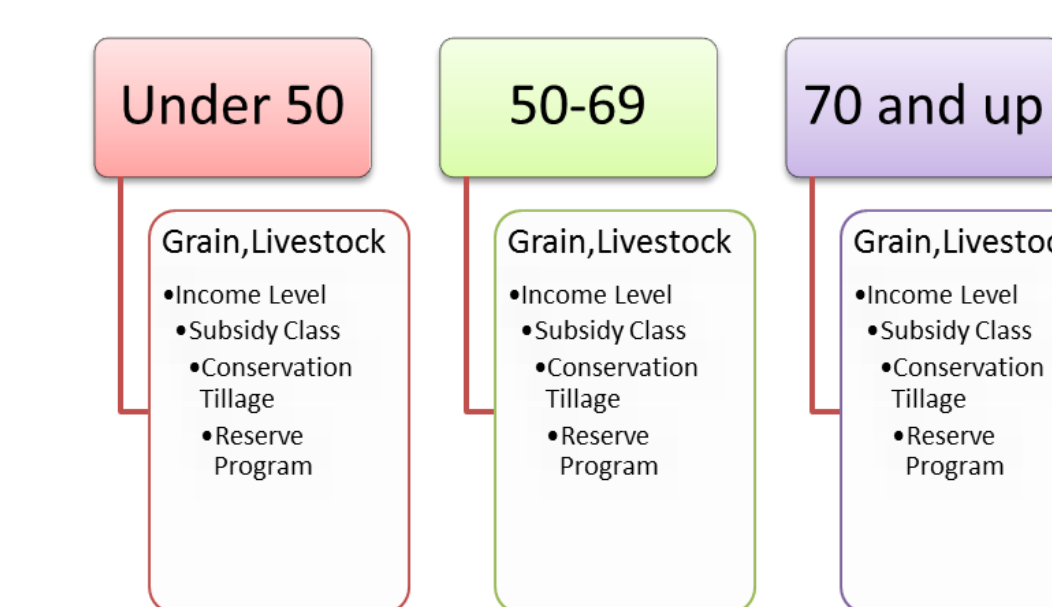 Under 50
Grain,Livestock
•Income Level
•Subsidy Class
•Conservation
Tillage
•Reserve
Program
50-69
Grain,Livestock
•Income Level
•Subsidy Class
•Conservation
Tillage
•Reserve
Program
70 and up
•Income Level
•Subsidy Class
•Conservation
Tillage
•Reserve
Program